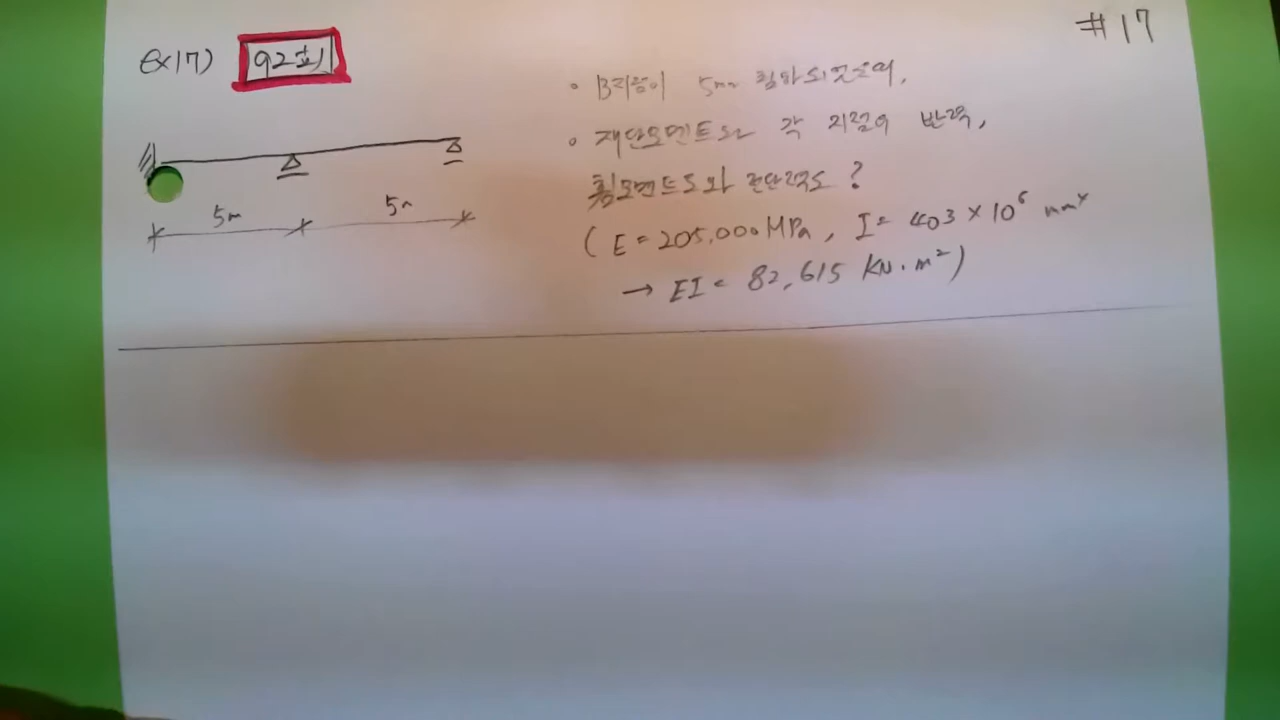 #17
Ex17) 92회
• B지점이 5mm 침하되었을때,
• 재단모멘트와 각 지점의 반력,
휨모멘트도와 전단력도 ?
( E = 205,000 MPa , I = 403 × 10⁶ mm⁴
→ EI = 82,615 KN·m² )
5m 5m